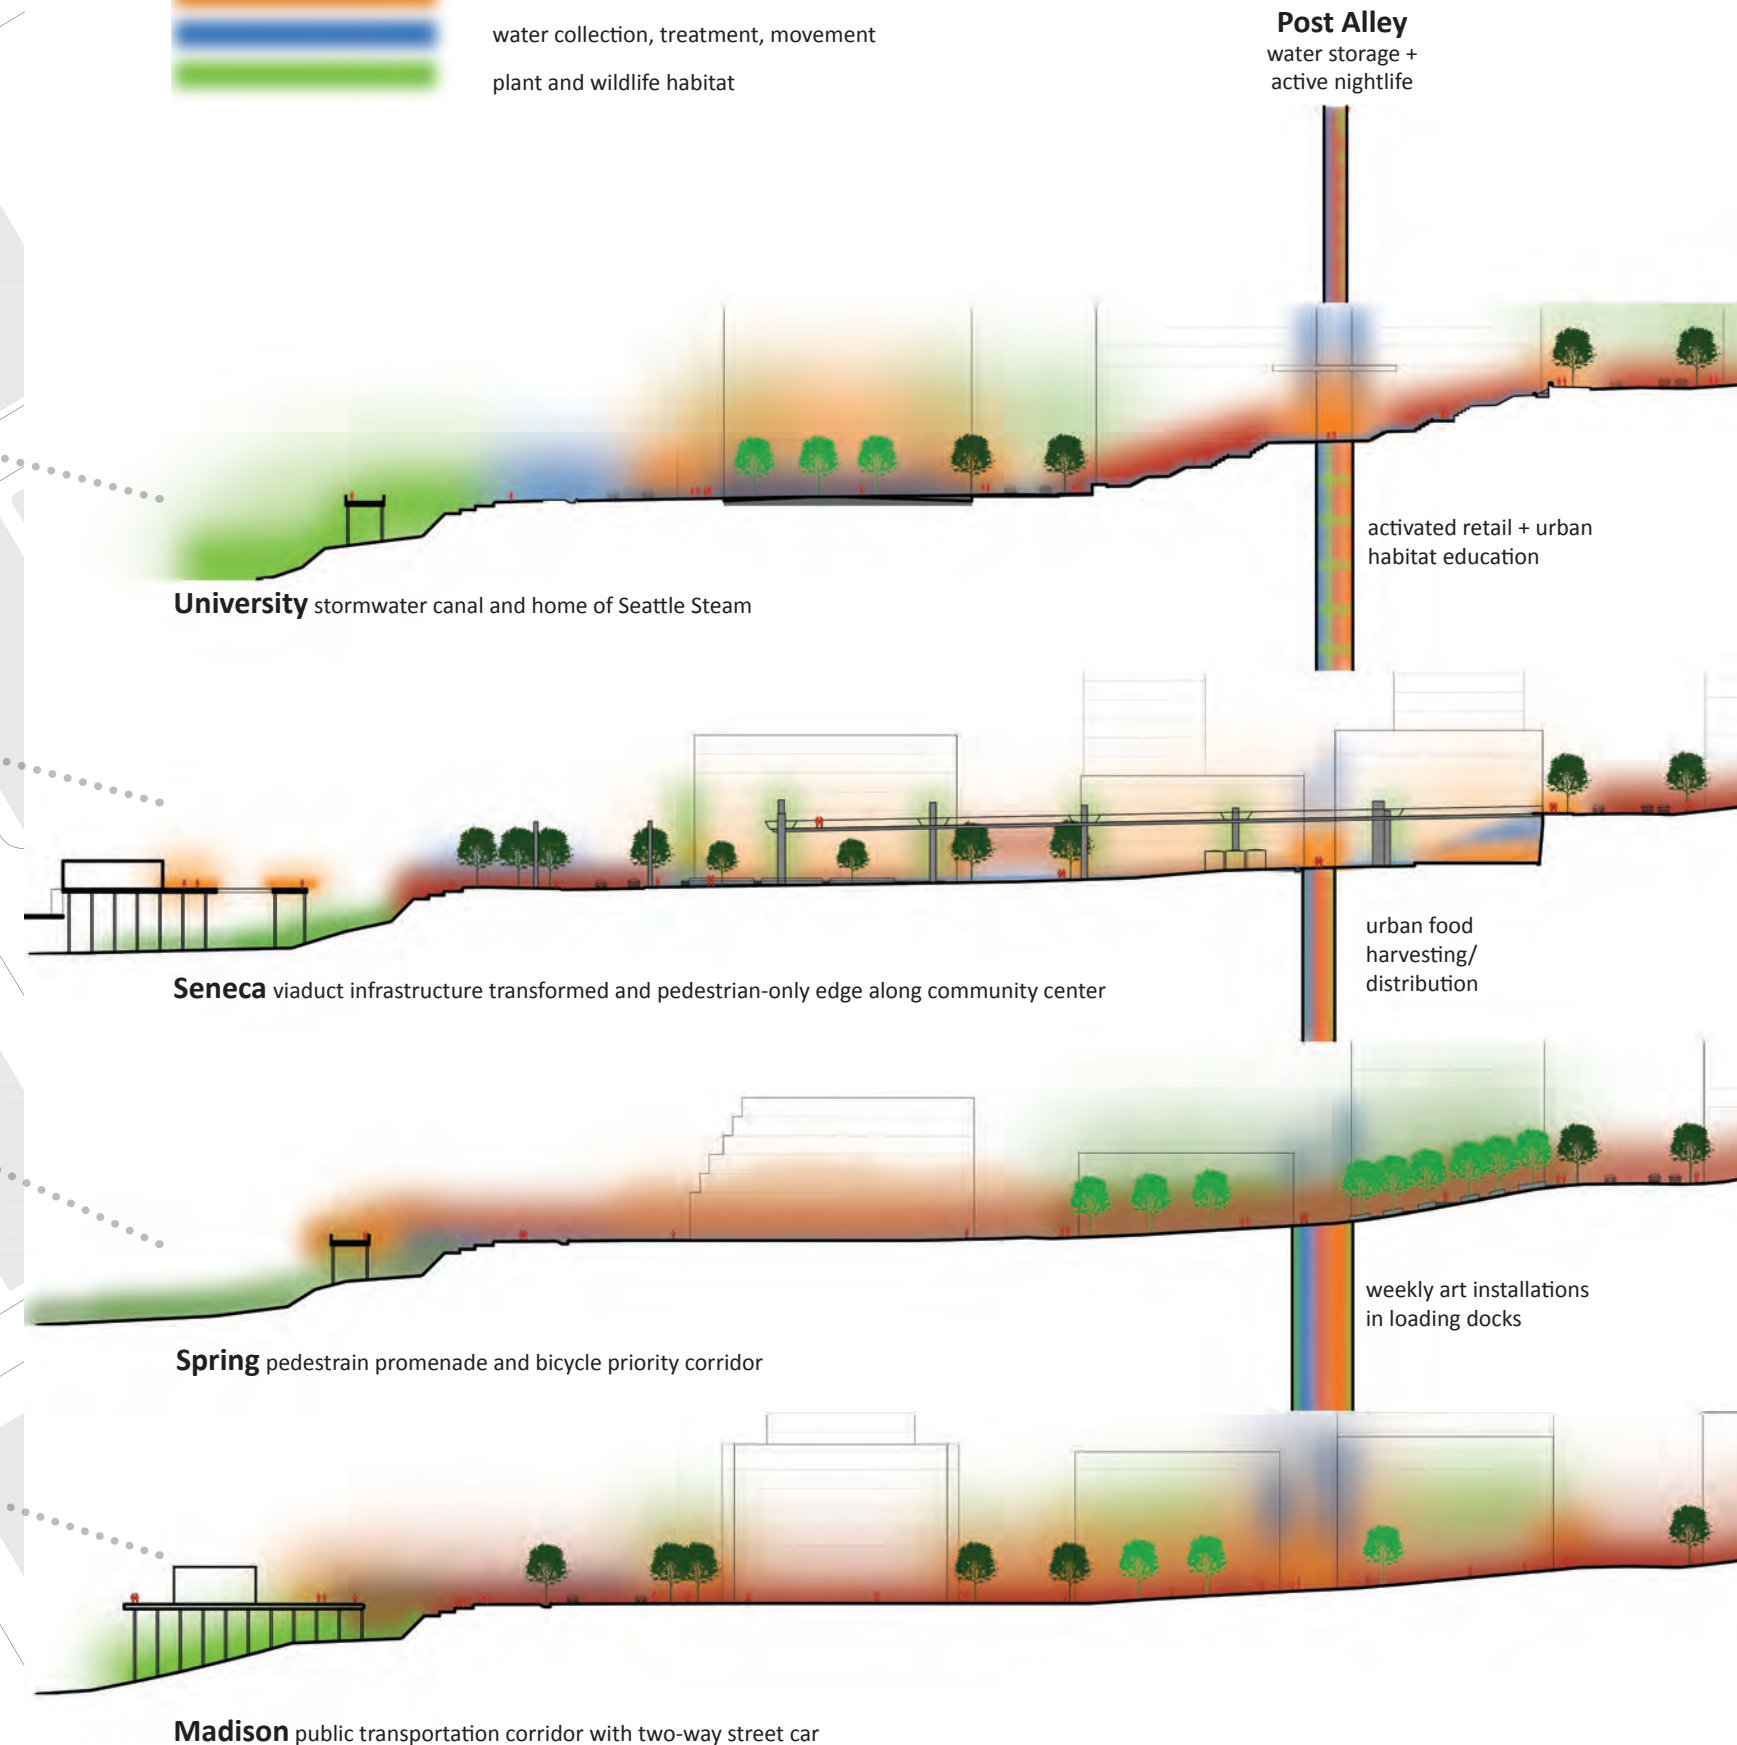 water collection, treatment, movement
plant and wildlife habitat
Post Alley
water storage +
active nightlife
activated retail + urban
habitat education
University stormwater canal and home of Seattle Steam
urban food
harvesting/
distribution
Seneca viaduct infrastructure transformed and pedestrian-only edge along community center
weekly art installations
in loading docks
Spring pedestrain promenade and bicycle priority corridor
Madison public transportation corridor with two-way street car